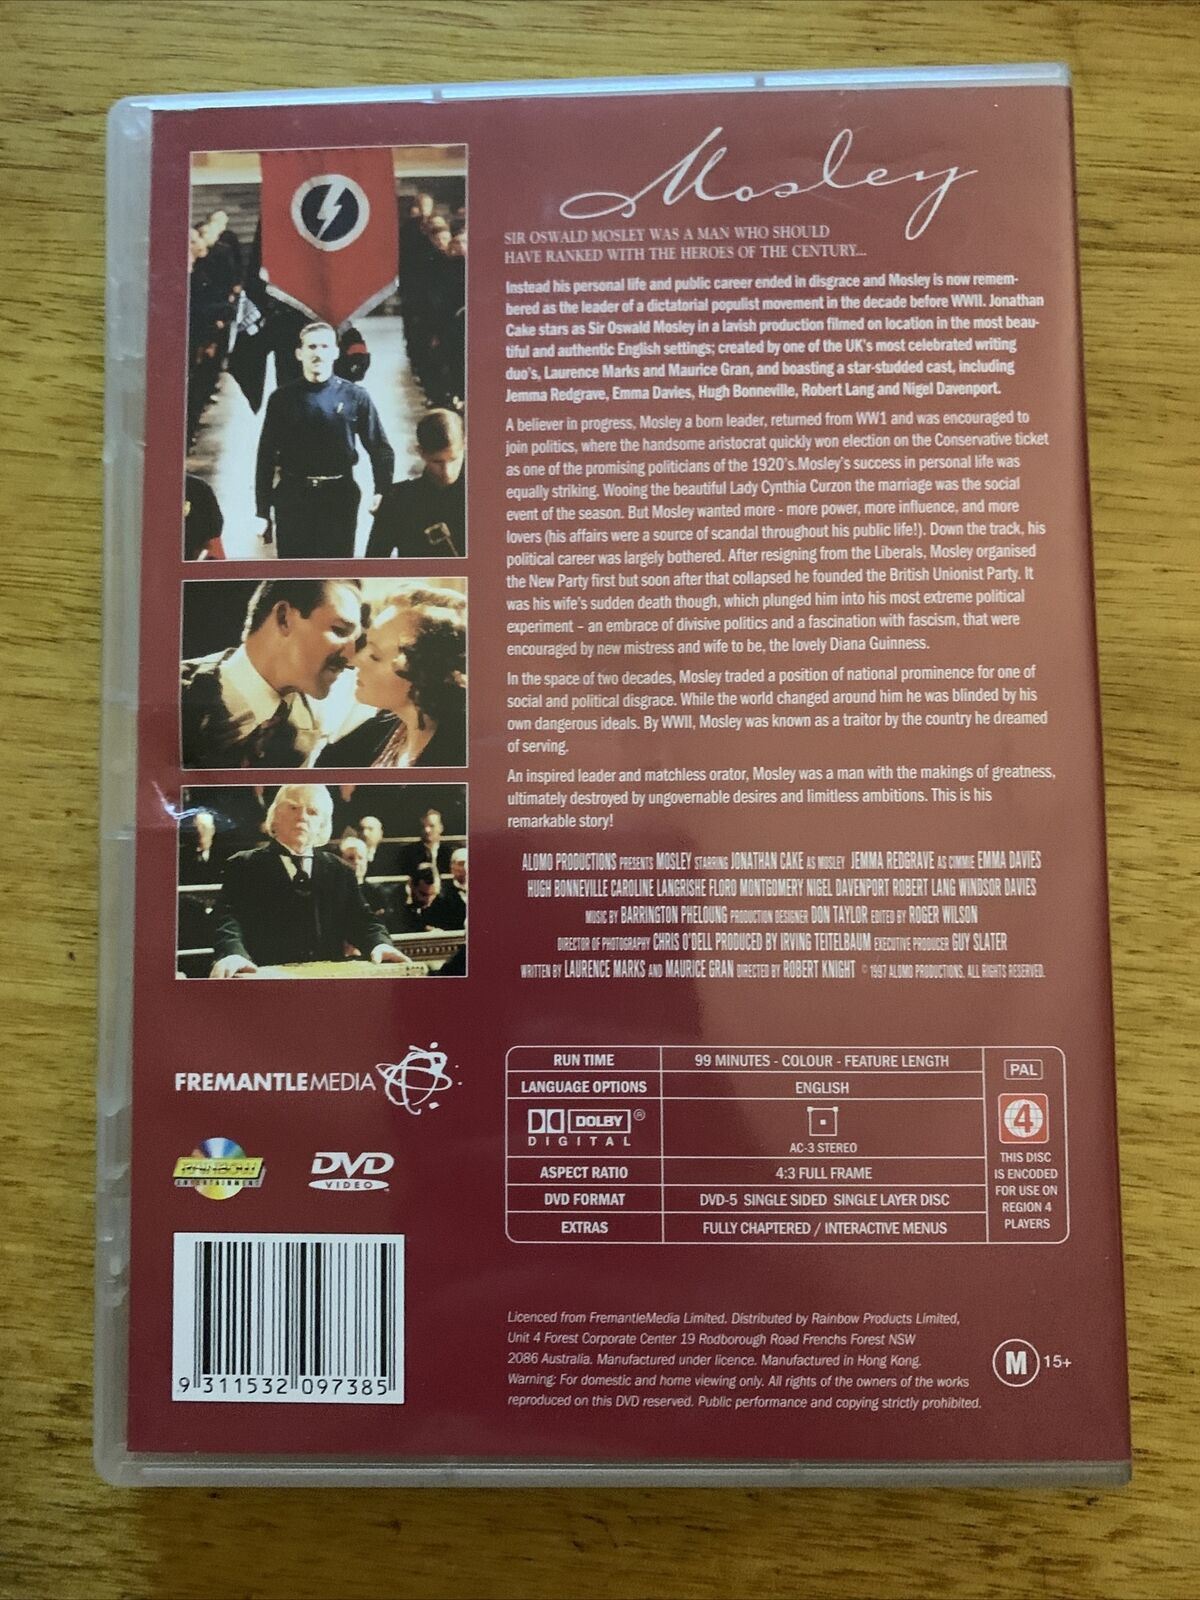 Mosley
SIR OSWALD MOSLEY WAS A MAN WHO SHOULD
HAVE RANKED WITH THE HEROES OF THE CENTURY...
Instead his personal life and public career ended in disgrace and Mosley is now remem-
bered as the leader of a dictatorial populist movement in the decade before WWII. Jonathan
Cake stars as Sir Oswald Mosley in a lavish production filmed on location in the most beau-
tiful and authentic English settings; created by one of the UK's most celebrated writing
duo's, Laurence Marks and Maurice Gran, and boasting a star-studded cast, including
Jemma Redgrave, Emma Davies, Hugh Bonneville, Robert Lang and Nigel Davenport.
A believer in progress, Mosley a born leader, returned from WW1 and was encouraged to
join politics, where the handsome aristocrat quickly won election on the Conservative ticket
as one of the promising politicians of the 1920's.Mosley's success in personal life was
equally striking. Wooing the beautiful Lady Cynthia Curzon the marriage was the social
event of the season. But Mosley wanted more - more power, more influence, and more
lovers (his affairs were a source of scandal throughout his public life!). Down the track, his
political career was largely bothered. After resigning from the Liberals, Mosley organised
the New Party first but soon after that collapsed he founded the British Unionist Party. It
was his wife's sudden death though, which plunged him into his most extreme political
experiment – an embrace of divisive politics and a fascination with fascism, that were
encouraged by new mistress and wife to be, the lovely Diana Guinness.
In the space of two decades, Mosley traded a position of national prominence for one of
social and political disgrace. While the world changed around him he was blinded by his
own dangerous ideals. By WWII, Mosley was known as a traitor by the country he dreamed
of serving.
An inspired leader and matchless orator, Mosley was a man with the makings of greatness,
ultimately destroyed by ungovernable desires and limitless ambitions. This is his
remarkable story!
ALOMO PRODUCTIONS PRESENTS MOSLEY STARRING JONATHAN CAKE AS MOSLEY JEMMA REDGRAVE AS CIMMIE EMMA DAVIES
HUGH BONNEVILLE CAROLINE LANGRISHE FLORO MONTGOMERY NIGEL DAVENPORT ROBERT LANG WINDSOR DAVIES
MUSIC BY BARRINGTON PHELOUNG PRODUCTION DESIGNER DON TAYLOR EDITED BY ROGER WILSON
DIRECTOR OF PHOTOGRAPHY CHRIS O'DELL PRODUCED BY IRVING TEITELBAUM EXECUTIVE PRODUCER GUY SLATER
WRITTEN BY LAURENCE MARKS AND MAURICE GRAN DIRECTED BY ROBERT KNIGHT © 1997 ALOMO PRODUCTIONS. ALL RIGHTS RESERVED.
FREMANTLEMEDIA
RAINBOW
ENTERTAINMENT
DVD
VIDEO
RUN TIME 99 MINUTES - COLOUR - FEATURE LENGTH
LANGUAGE OPTIONS ENGLISH
DOLBY ®
DIGITAL
AC-3 STEREO
ASPECT RATIO 4:3 FULL FRAME
DVD FORMAT DVD-5 SINGLE SIDED SINGLE LAYER DISC
EXTRAS FULLY CHAPTERED / INTERACTIVE MENUS
PAL
4
THIS DISC
IS ENCODED
FOR USE ON
REGION 4
PLAYERS
9 311532 097385
Licenced from FremantleMedia Limited. Distributed by Rainbow Products Limited,
Unit 4 Forest Corporate Center 19 Rodborough Road Frenchs Forest NSW
2086 Australia. Manufactured under licence. Manufactured in Hong Kong.
Warning: For domestic and home viewing only. All rights of the owners of the works
reproduced on this DVD reserved. Public performance and copying strictly prohibited.
M 15+